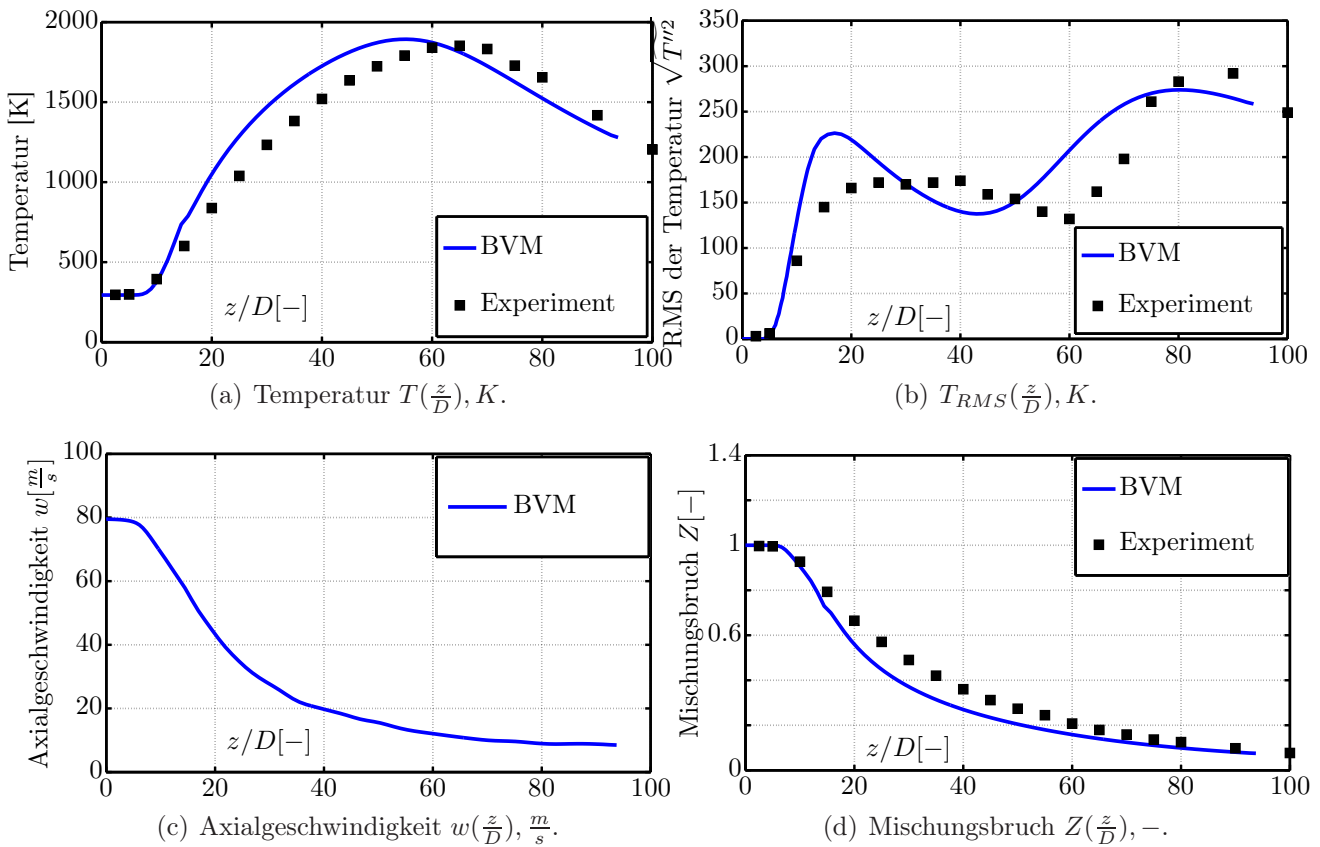 2000
1500
1000
500
0
0 20 40 60 80 100
Temperatur [K]
z/D[−]
BVM
Experiment
(a) Temperatur T(z/D), K.
350
300
250
200
150
100
50
0
0 20 40 60 80 100
RMS der Temperatur √T″²
z/D[−]
BVM
Experiment
(b) T_RMS(z/D), K.
100
80
60
40
20
0
0 20 40 60 80 100
Axialgeschwindigkeit w[m/s]
z/D[−]
BVM
(c) Axialgeschwindigkeit w(z/D), m/s.
1.4
1
0.6
0
0 20 40 60 80 100
Mischungsbruch Z[−]
z/D[−]
BVM
Experiment
(d) Mischungsbruch Z(z/D), −.